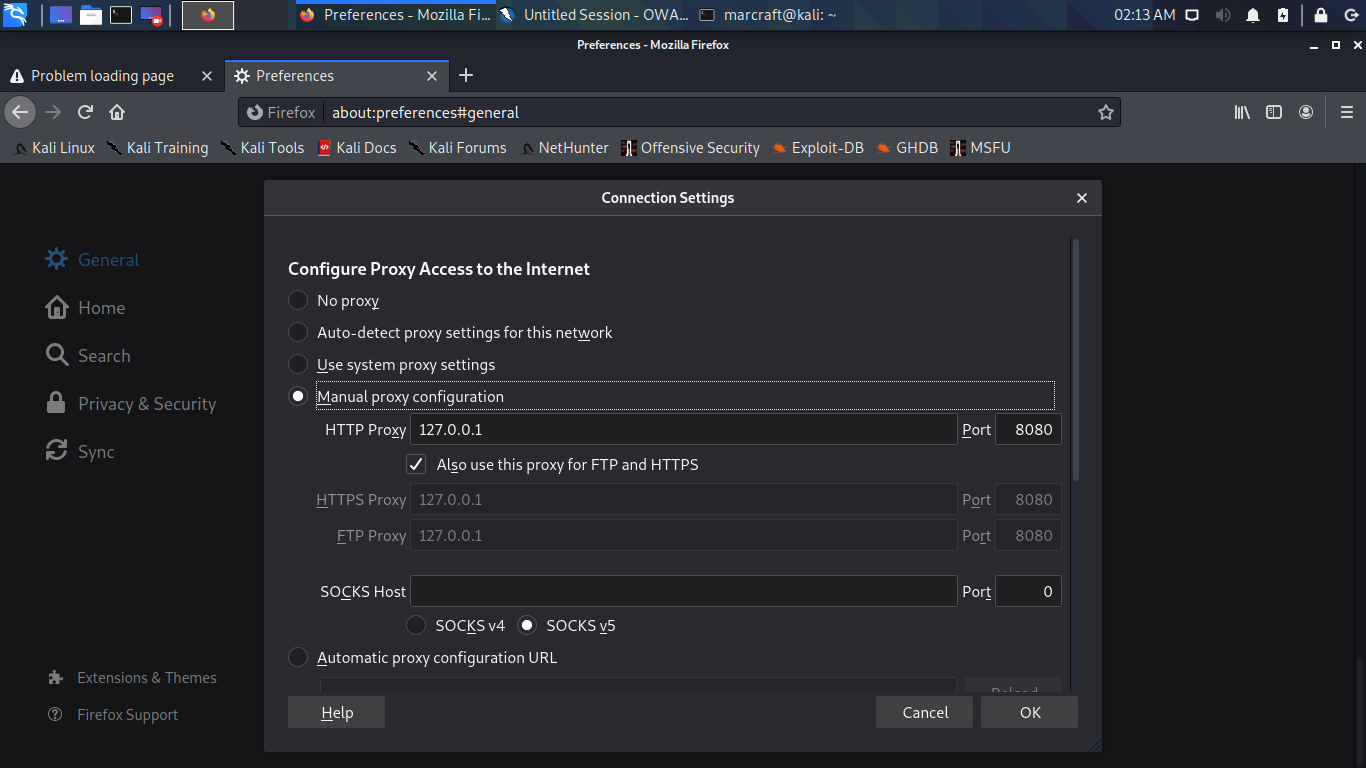 Preferences - Mozilla Fi... Untitled Session - OWA... marcraft@kali: ~ 02:13 AM
Preferences - Mozilla Firefox
Problem loading page Preferences
Firefox about:preferences#general
Kali Linux Kali Training Kali Tools Kali Docs Kali Forums NetHunter Offensive Security Exploit-DB GHDB MSFU
Connection Settings
General
Home
Search
Privacy & Security
Sync
Extensions & Themes
Firefox Support
Configure Proxy Access to the Internet
No proxy
Auto-detect proxy settings for this network
Use system proxy settings
Manual proxy configuration
HTTP Proxy 127.0.0.1 Port 8080
Also use this proxy for FTP and HTTPS
HTTPS Proxy 127.0.0.1 Port 8080
FTP Proxy 127.0.0.1 Port 8080
SOCKS Host Port 0
SOCKS v4 SOCKS v5
Automatic proxy configuration URL
Reload
Help Cancel OK